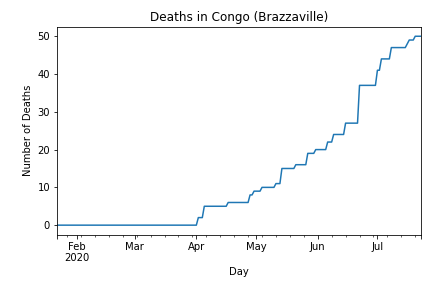 Deaths in Congo (Brazzaville)
50
40
30
20
10
0
Number of Deaths
Feb Mar Apr May Jun Jul
2020
Day